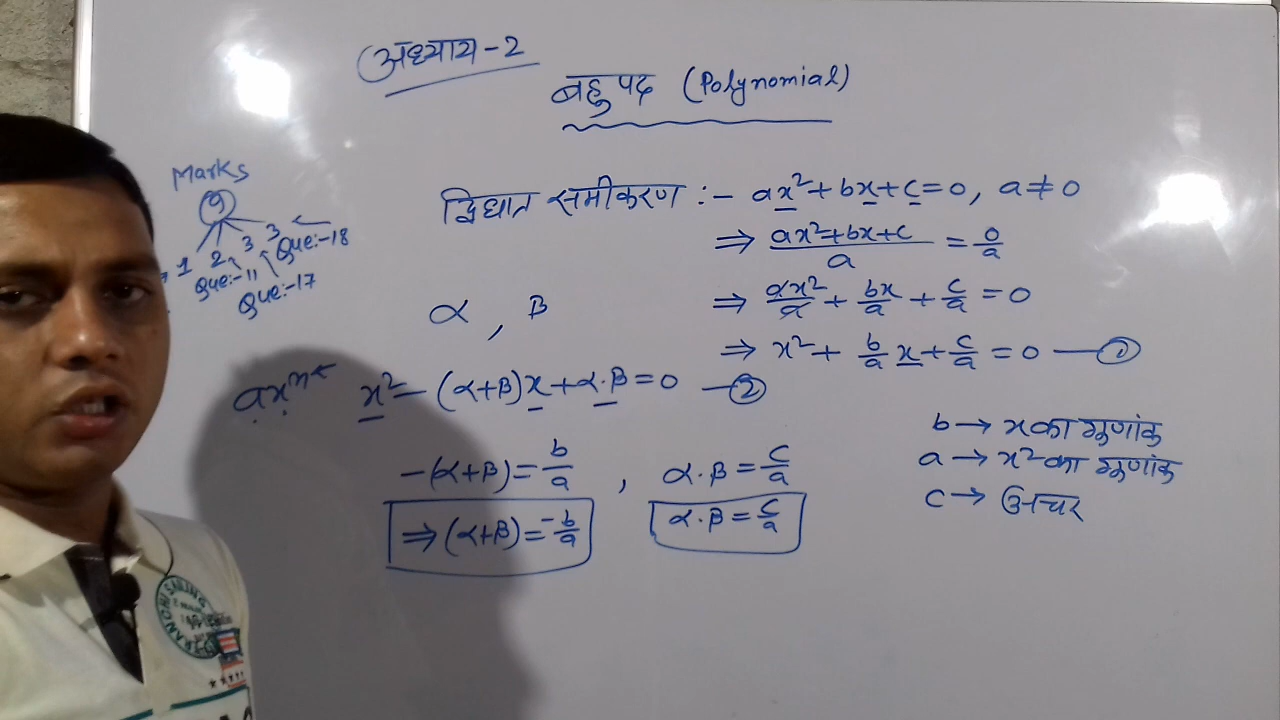 अध्याय-2
बहुपद (Polynomial)
Marks
9
1 2 3 3
Que:-11
Que:-17
Que:-18
द्विघात समीकरण :- ax²+bx+c=0, a≠0
⇒ ax²+bx+c/a = 0/a
⇒ ax²/a + bx/a + c/a = 0
⇒ x² + b/a x + c/a = 0 —①
α, β
axⁿ
x² - (α+β)x + α.β = 0 —②
-(α+β) = b/a , α.β = c/a
⇒ (α+β) = -b/a
α.β = c/a
b → x का गुणांक
a → x² का गुणांक
c → अचर
RANCHI SAILING